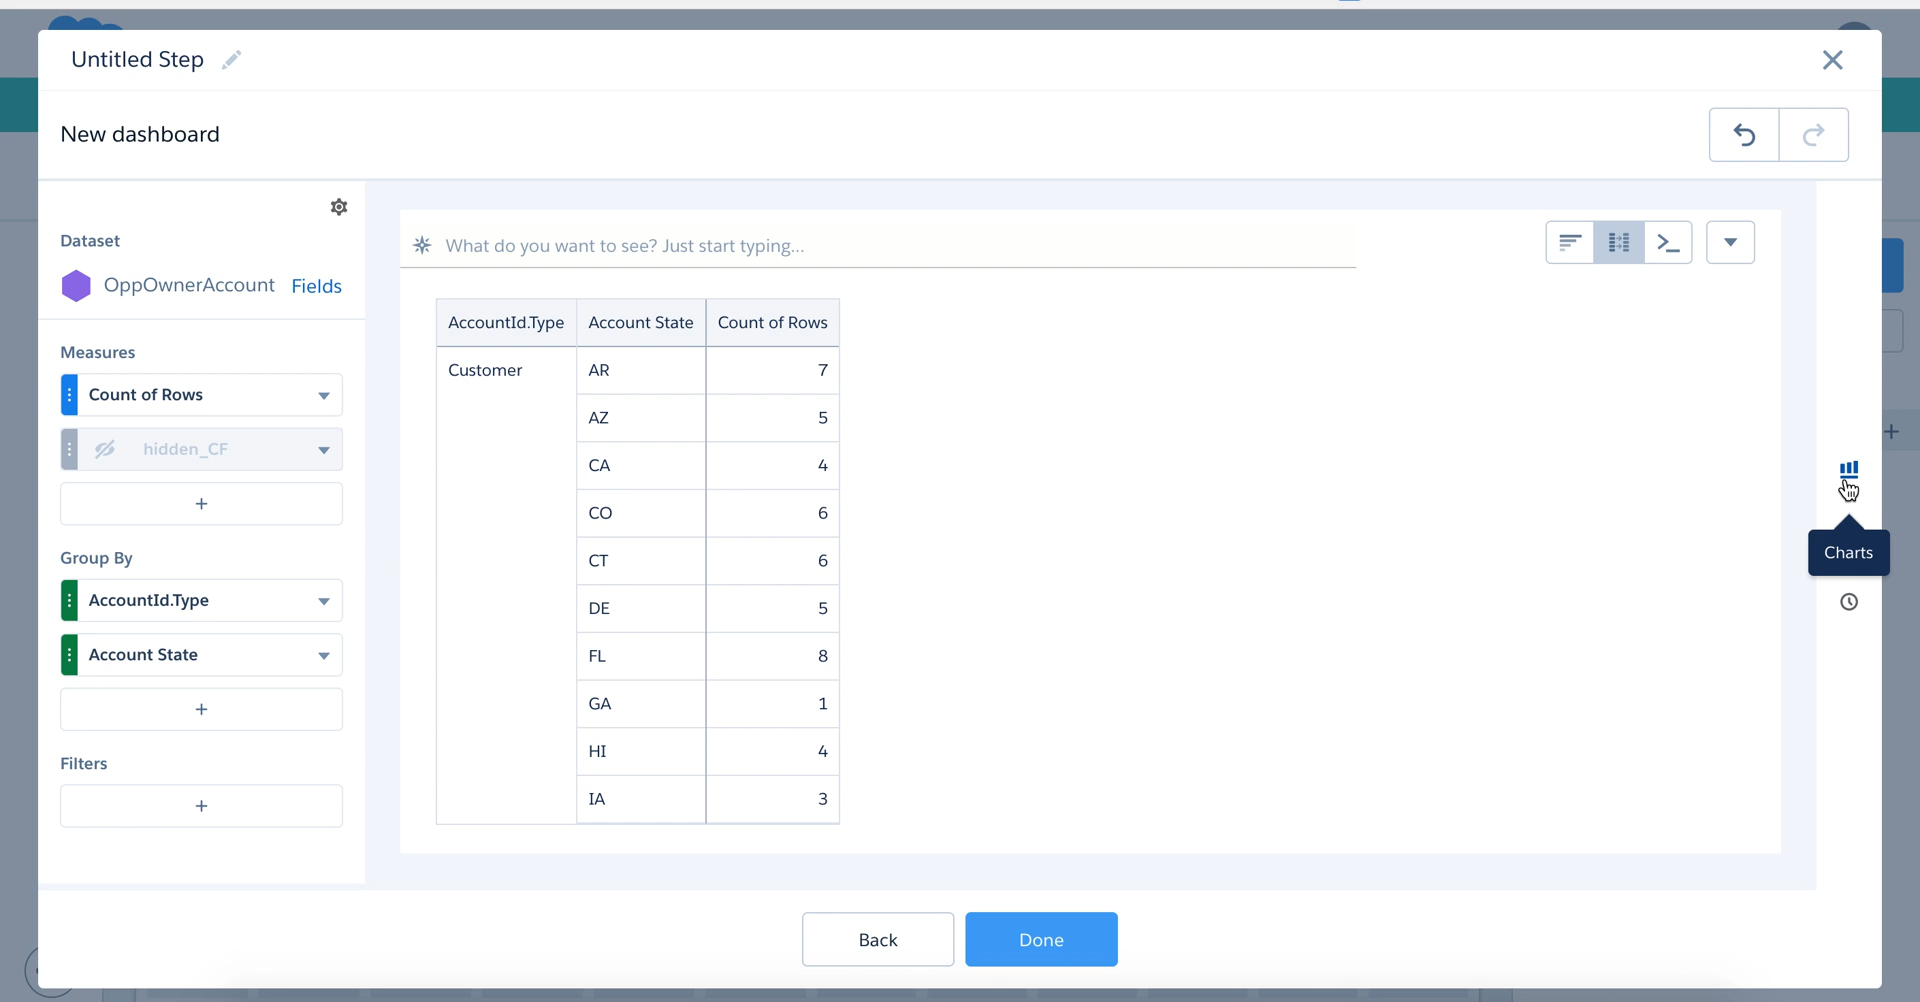 Untitled Step
New dashboard
Dataset
OppOwnerAccount Fields
Measures
Count of Rows
hidden_CF
+
Group By
AccountId.Type
Account State
+
Filters
+
What do you want to see? Just start typing...
AccountId.Type Account State Count of Rows
Customer AR 7
AZ 5
CA 4
CO 6
CT 6
DE 5
FL 8
GA 1
HI 4
IA 3
Charts
Back Done